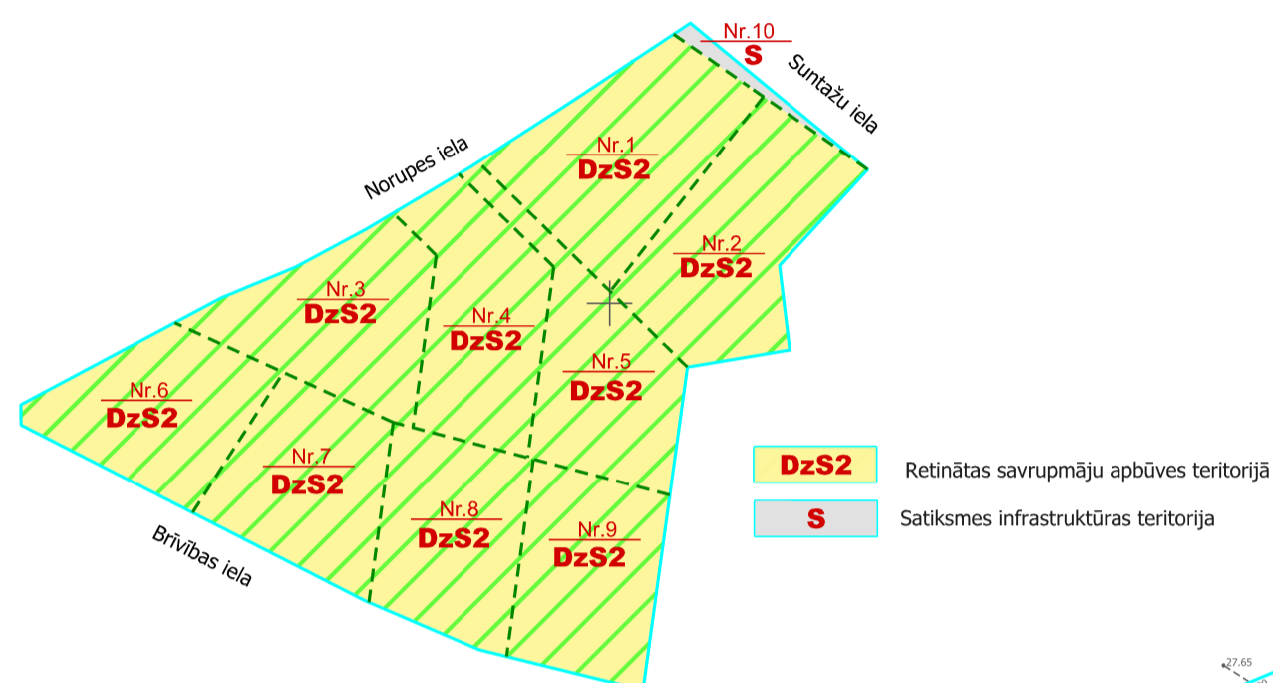 Nr.10
S
Suntažu iela
Nr.1
DzS2
Norupes iela
Nr.2
DzS2
Nr.3
DzS2
Nr.4
DzS2
Nr.5
DzS2
Nr.6
DzS2
Nr.7
DzS2
Nr.8
DzS2
Nr.9
DzS2
Brīvības iela
DzS2 Retinātas savrupmāju apbūves teritorijā
S Satiksmes infrastruktūras teritorija
27.65